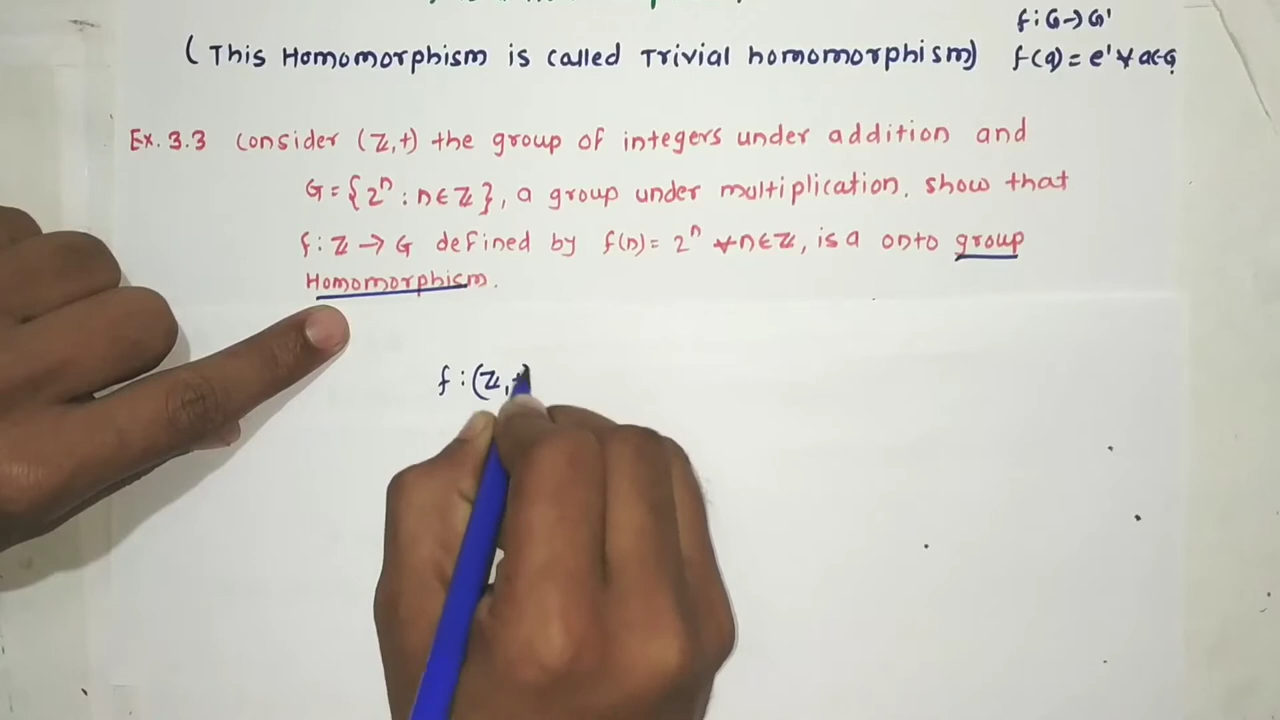 f : G → G'
(This Homomorphism is called Trivial homomorphism) f(a) = e' ∀ a ∈ G
Ex. 3.3 Consider (ℤ,+) the group of integers under addition and
G = {2ⁿ : n ∈ ℤ}, a group under multiplication. show that
f : ℤ → G defined by f(n) = 2ⁿ ∀ n ∈ ℤ, is a onto group
Homomorphism.
f : (ℤ,+)